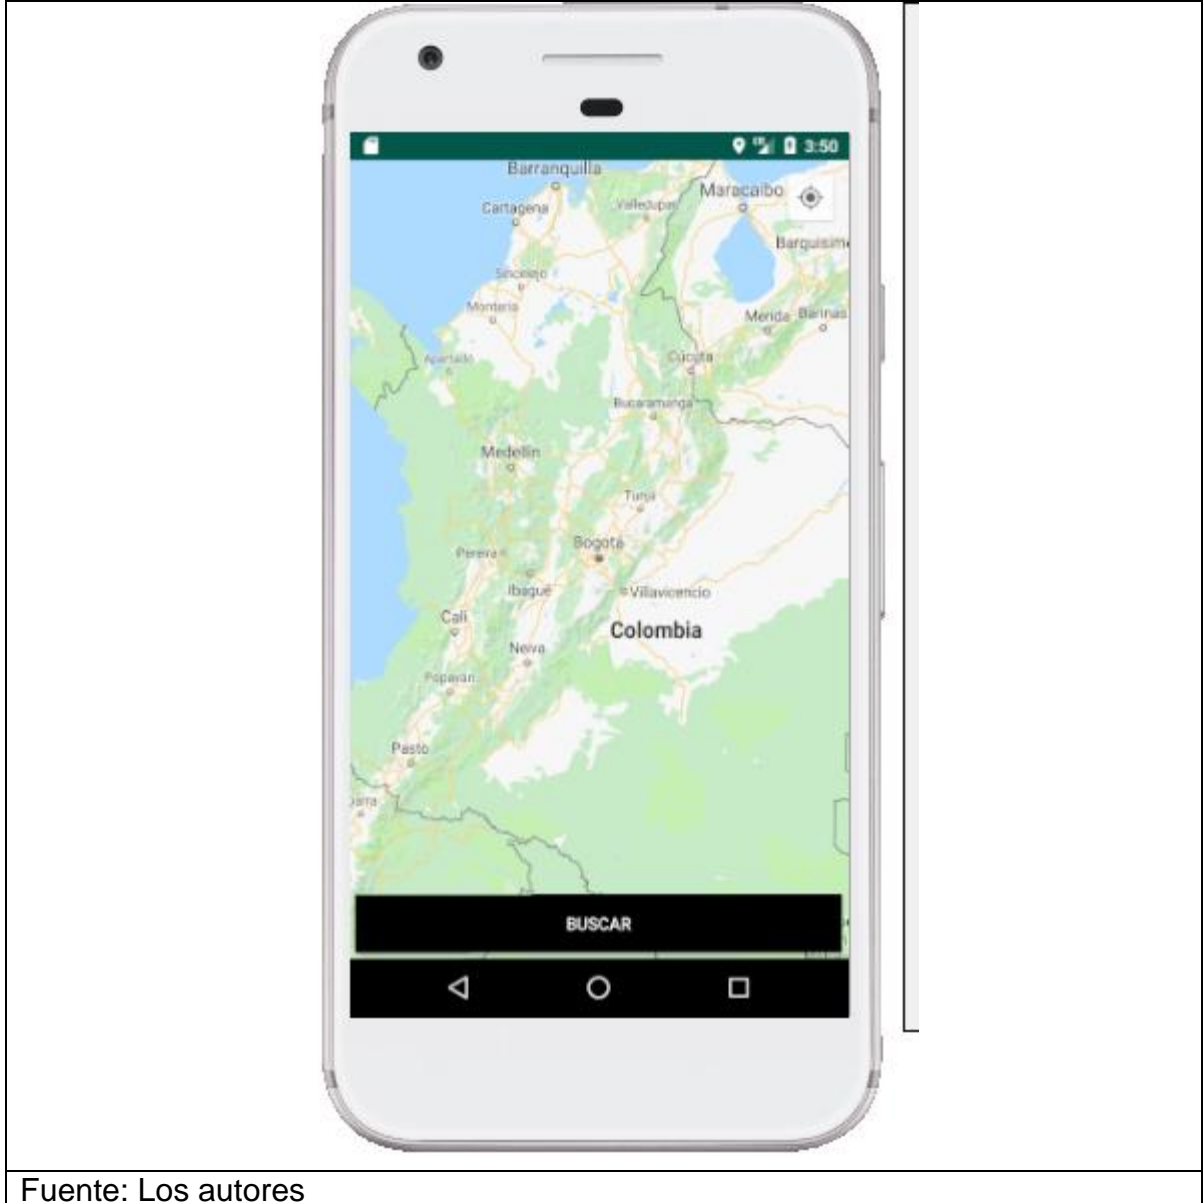 3:50
Barranquilla
Maracaibo
Cartagena
Valledupar
Barquisim
Sincelejo
Montería
Mérida Barinas
Apartadó
Cúcuta
Bucaramanga
Medellín
Tunja
Bogotá
Pereira
Ibagué
Villavicencio
Cali
Colombia
Neiva
Popayán
Pasto
barra
BUSCAR
Fuente: Los autores